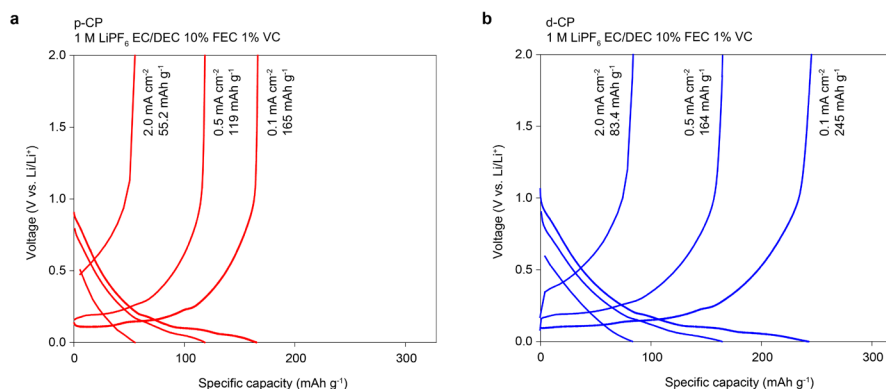 a
p-CP
1 M LiPF₆ EC/DEC 10% FEC 1% VC
2.0
1.5
1.0
0.5
0.0
Voltage (V vs. Li/Li⁺)
2.0 mA cm⁻²
55.2 mAh g⁻¹
0.5 mA cm⁻²
119 mAh g⁻¹
0.1 mA cm⁻²
165 mAh g⁻¹
0
100
200
300
Specific capacity (mAh g⁻¹)
b
d-CP
1 M LiPF₆ EC/DEC 10% FEC 1% VC
2.0
1.5
1.0
0.5
0.0
Voltage (V vs. Li/Li⁺)
2.0 mA cm⁻²
83.4 mAh g⁻¹
0.5 mA cm⁻²
164 mAh g⁻¹
0.1 mA cm⁻²
245 mAh g⁻¹
0
100
200
300
Specific capacity (mAh g⁻¹)